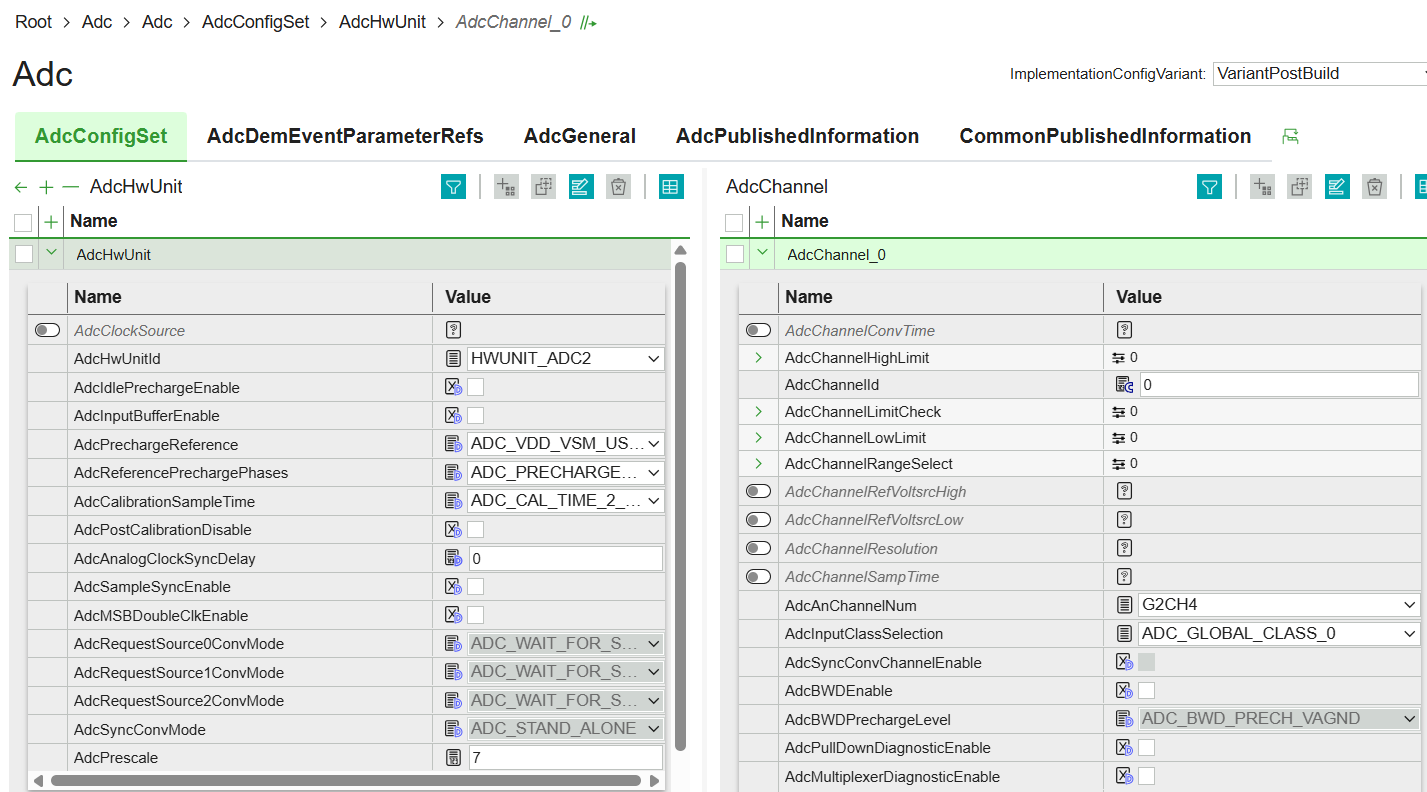 Root > Adc > Adc > AdcConfigSet > AdcHwUnit > AdcChannel_0
Adc
ImplementationConfigVariant: VariantPostBuild
AdcConfigSet AdcDemEventParameterRefs AdcGeneral AdcPublishedInformation CommonPublishedInformation
AdcHwUnit
Name
AdcHwUnit
Name Value
AdcClockSource
AdcHwUnitId HWUNIT_ADC2
AdcIdlePrechargeEnable
AdcInputBufferEnable
AdcPrechargeReference ADC_VDD_VSM_US...
AdcReferencePrechargePhases ADC_PRECHARGE...
AdcCalibrationSampleTime ADC_CAL_TIME_2_...
AdcPostCalibrationDisable
AdcAnalogClockSyncDelay 0
AdcSampleSyncEnable
AdcMSBDoubleClkEnable
AdcRequestSource0ConvMode ADC_WAIT_FOR_S...
AdcRequestSource1ConvMode ADC_WAIT_FOR_S...
AdcRequestSource2ConvMode ADC_WAIT_FOR_S...
AdcSyncConvMode ADC_STAND_ALONE
AdcPrescale 7
AdcChannel
Name
AdcChannel_0
Name Value
AdcChannelConvTime
AdcChannelHighLimit 0
AdcChannelId 0
AdcChannelLimitCheck 0
AdcChannelLowLimit 0
AdcChannelRangeSelect 0
AdcChannelRefVoltsrcHigh
AdcChannelRefVoltsrcLow
AdcChannelResolution
AdcChannelSampTime
AdcAnChannelNum G2CH4
AdcInputClassSelection ADC_GLOBAL_CLASS_0
AdcSyncConvChannelEnable
AdcBWDEnable
AdcBWDPrechargeLevel ADC_BWD_PRECH_VAGND
AdcPullDownDiagnosticEnable
AdcMultiplexerDiagnosticEnable